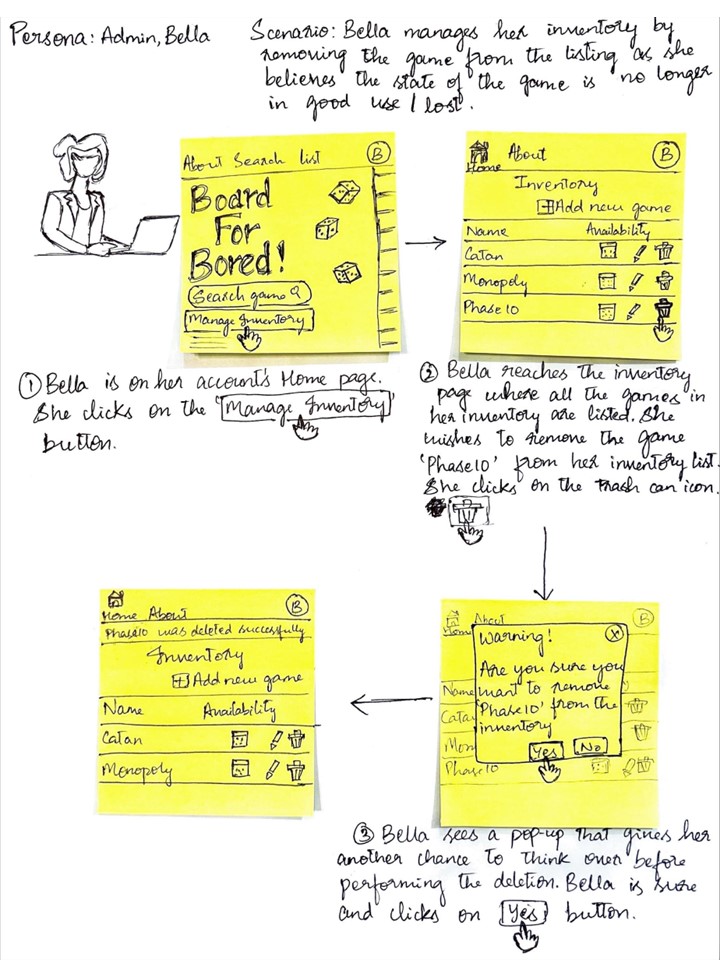 Persona: Admin, Bella
Scenario: Bella manages her inventory by
removing the game from the listing as she
believes the state of the game is no longer
in good use / lost.
About Search list B
Board
For
Bored!
Search game
Manage Inventory
① Bella is on her account's Home page.
She clicks on the 'Manage Inventory'
button.
Home About B
Inventory
+ Add new game
Name Availability
Catan
Monopoly
Phase 10
② Bella reaches the inventory
page where all the games in
her inventory are listed. She
wishes to remove the game
'Phase10' from her inventory list.
She clicks on the trash can icon.
Home About B
Name
Cata
Mon
Phase 10
Warning! X
Are you sure you
want to remove
'Phase10' from the
inventory
Yes No
③ Bella sees a pop-up that gives her
another chance to think over before
performing the deletion. Bella is sure
and clicks on Yes button.
Home About B
Phase10 was deleted successfully
Inventory
+ Add new game
Name Availability
Catan
Monopoly